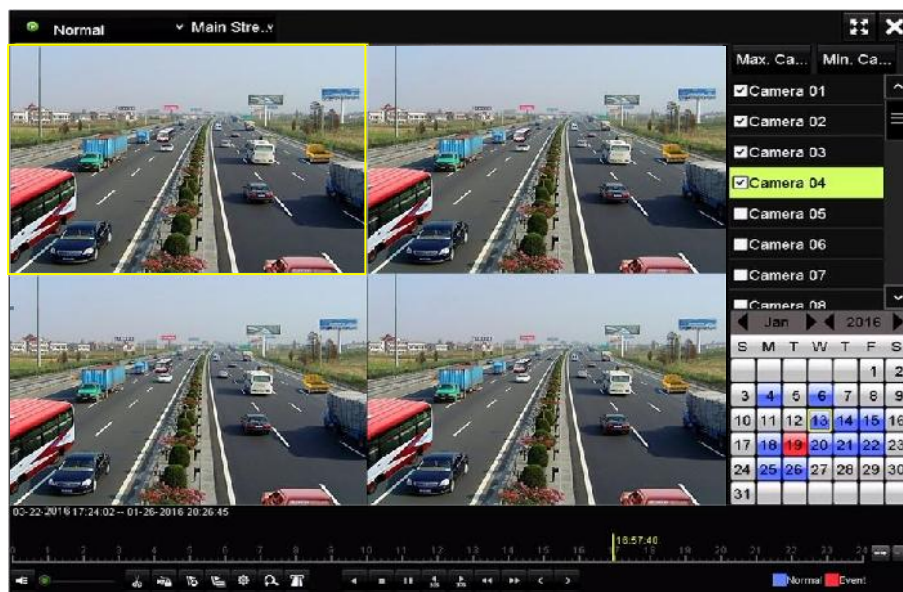 Normal Main Stre..
Max. Ca... Min. Ca...
Camera 01
Camera 02
Camera 03
Camera 04
Camera 05
Camera 06
Camera 07
Camera 08
Jan 2016
S M T W T F S
1 2
3 4 5 6 7 8 9
10 11 12 13 14 15 16
17 18 19 20 21 22 23
24 25 26 27 28 29 30
31
03-22-2016 17:24:02 -- 01-26-2016 20:26:45
16:57:40
0 1 2 3 4 5 6 7 8 9 10 11 12 13 14 15 16 17 18 19 20 21 22 23 24
30s 30s
Normal Event